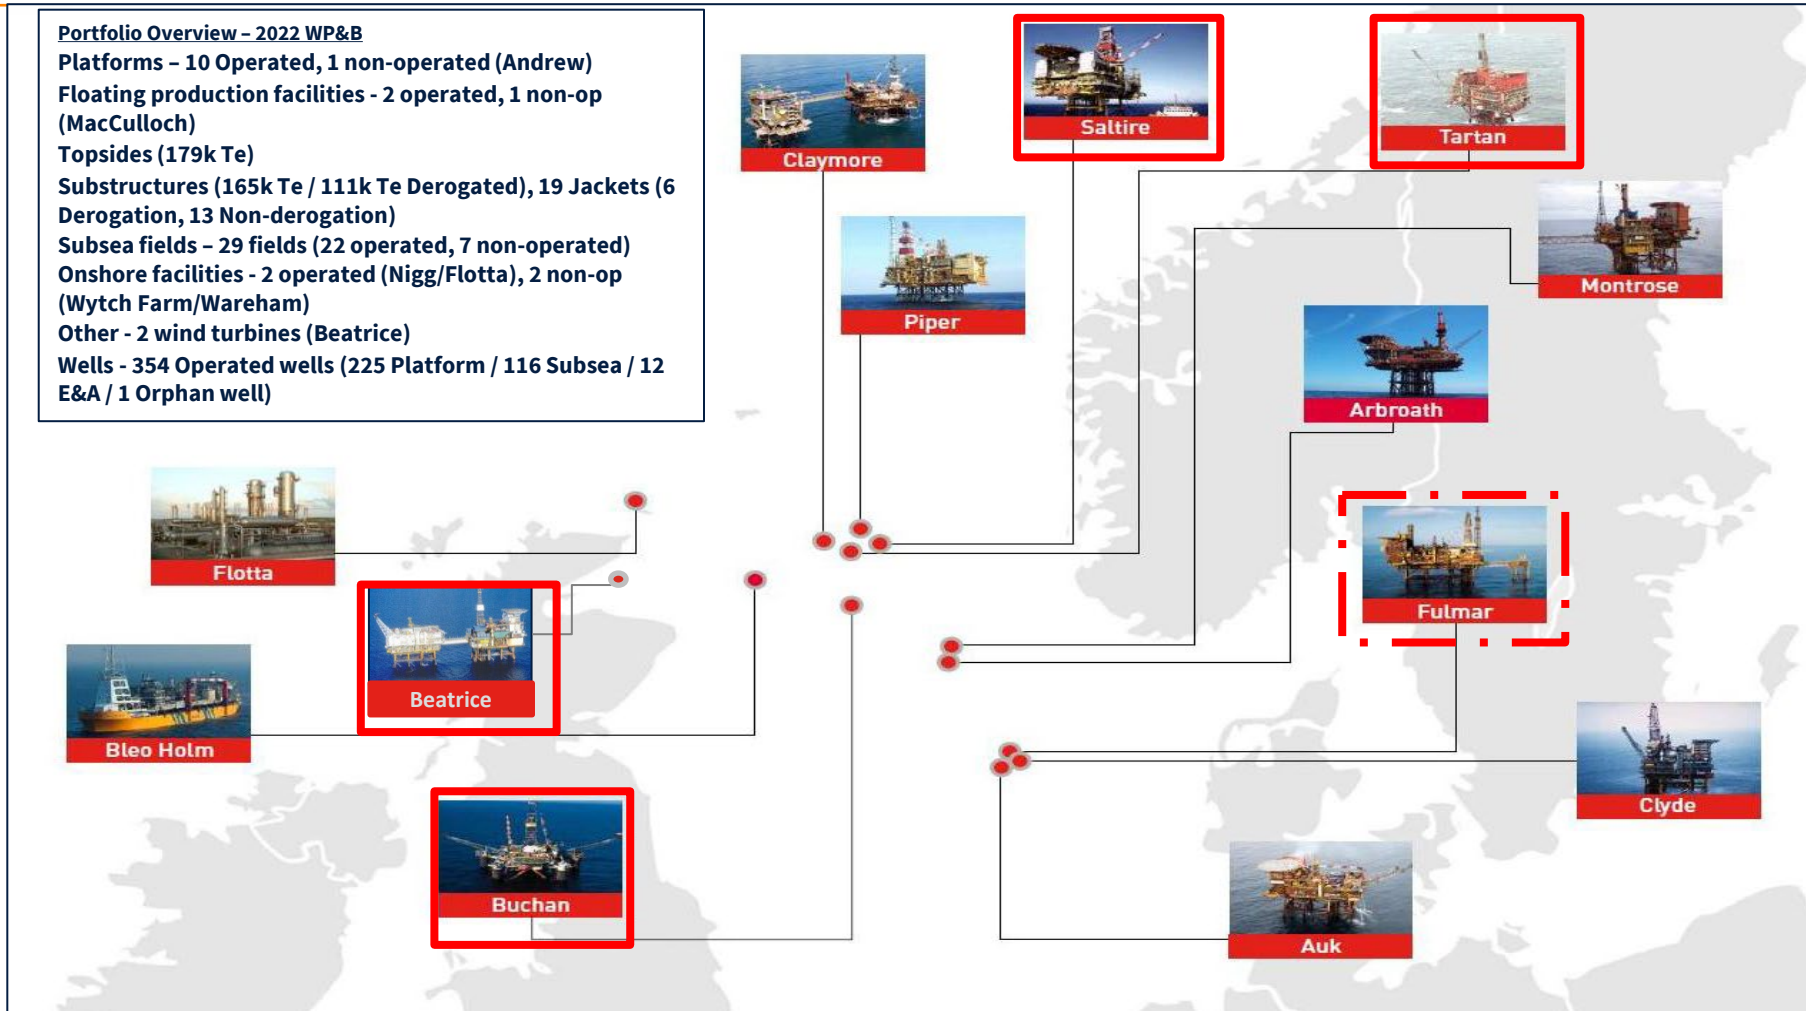 Portfolio Overview – 2022 WP&B
Platforms – 10 Operated, 1 non-operated (Andrew)
Floating production facilities - 2 operated, 1 non-op
(MacCulloch)
Topsides (179k Te)
Substructures (165k Te / 111k Te Derogated), 19 Jackets (6
Derogation, 13 Non-derogation)
Subsea fields – 29 fields (22 operated, 7 non-operated)
Onshore facilities - 2 operated (Nigg/Flotta), 2 non-op
(Wytch Farm/Wareham)
Other - 2 wind turbines (Beatrice)
Wells - 354 Operated wells (225 Platform / 116 Subsea / 12
E&A / 1 Orphan well)
Claymore
Saltire
Tartan
Piper
Montrose
Arbroath
Flotta
Fulmar
Beatrice
Bleo Holm
Clyde
Buchan
Auk